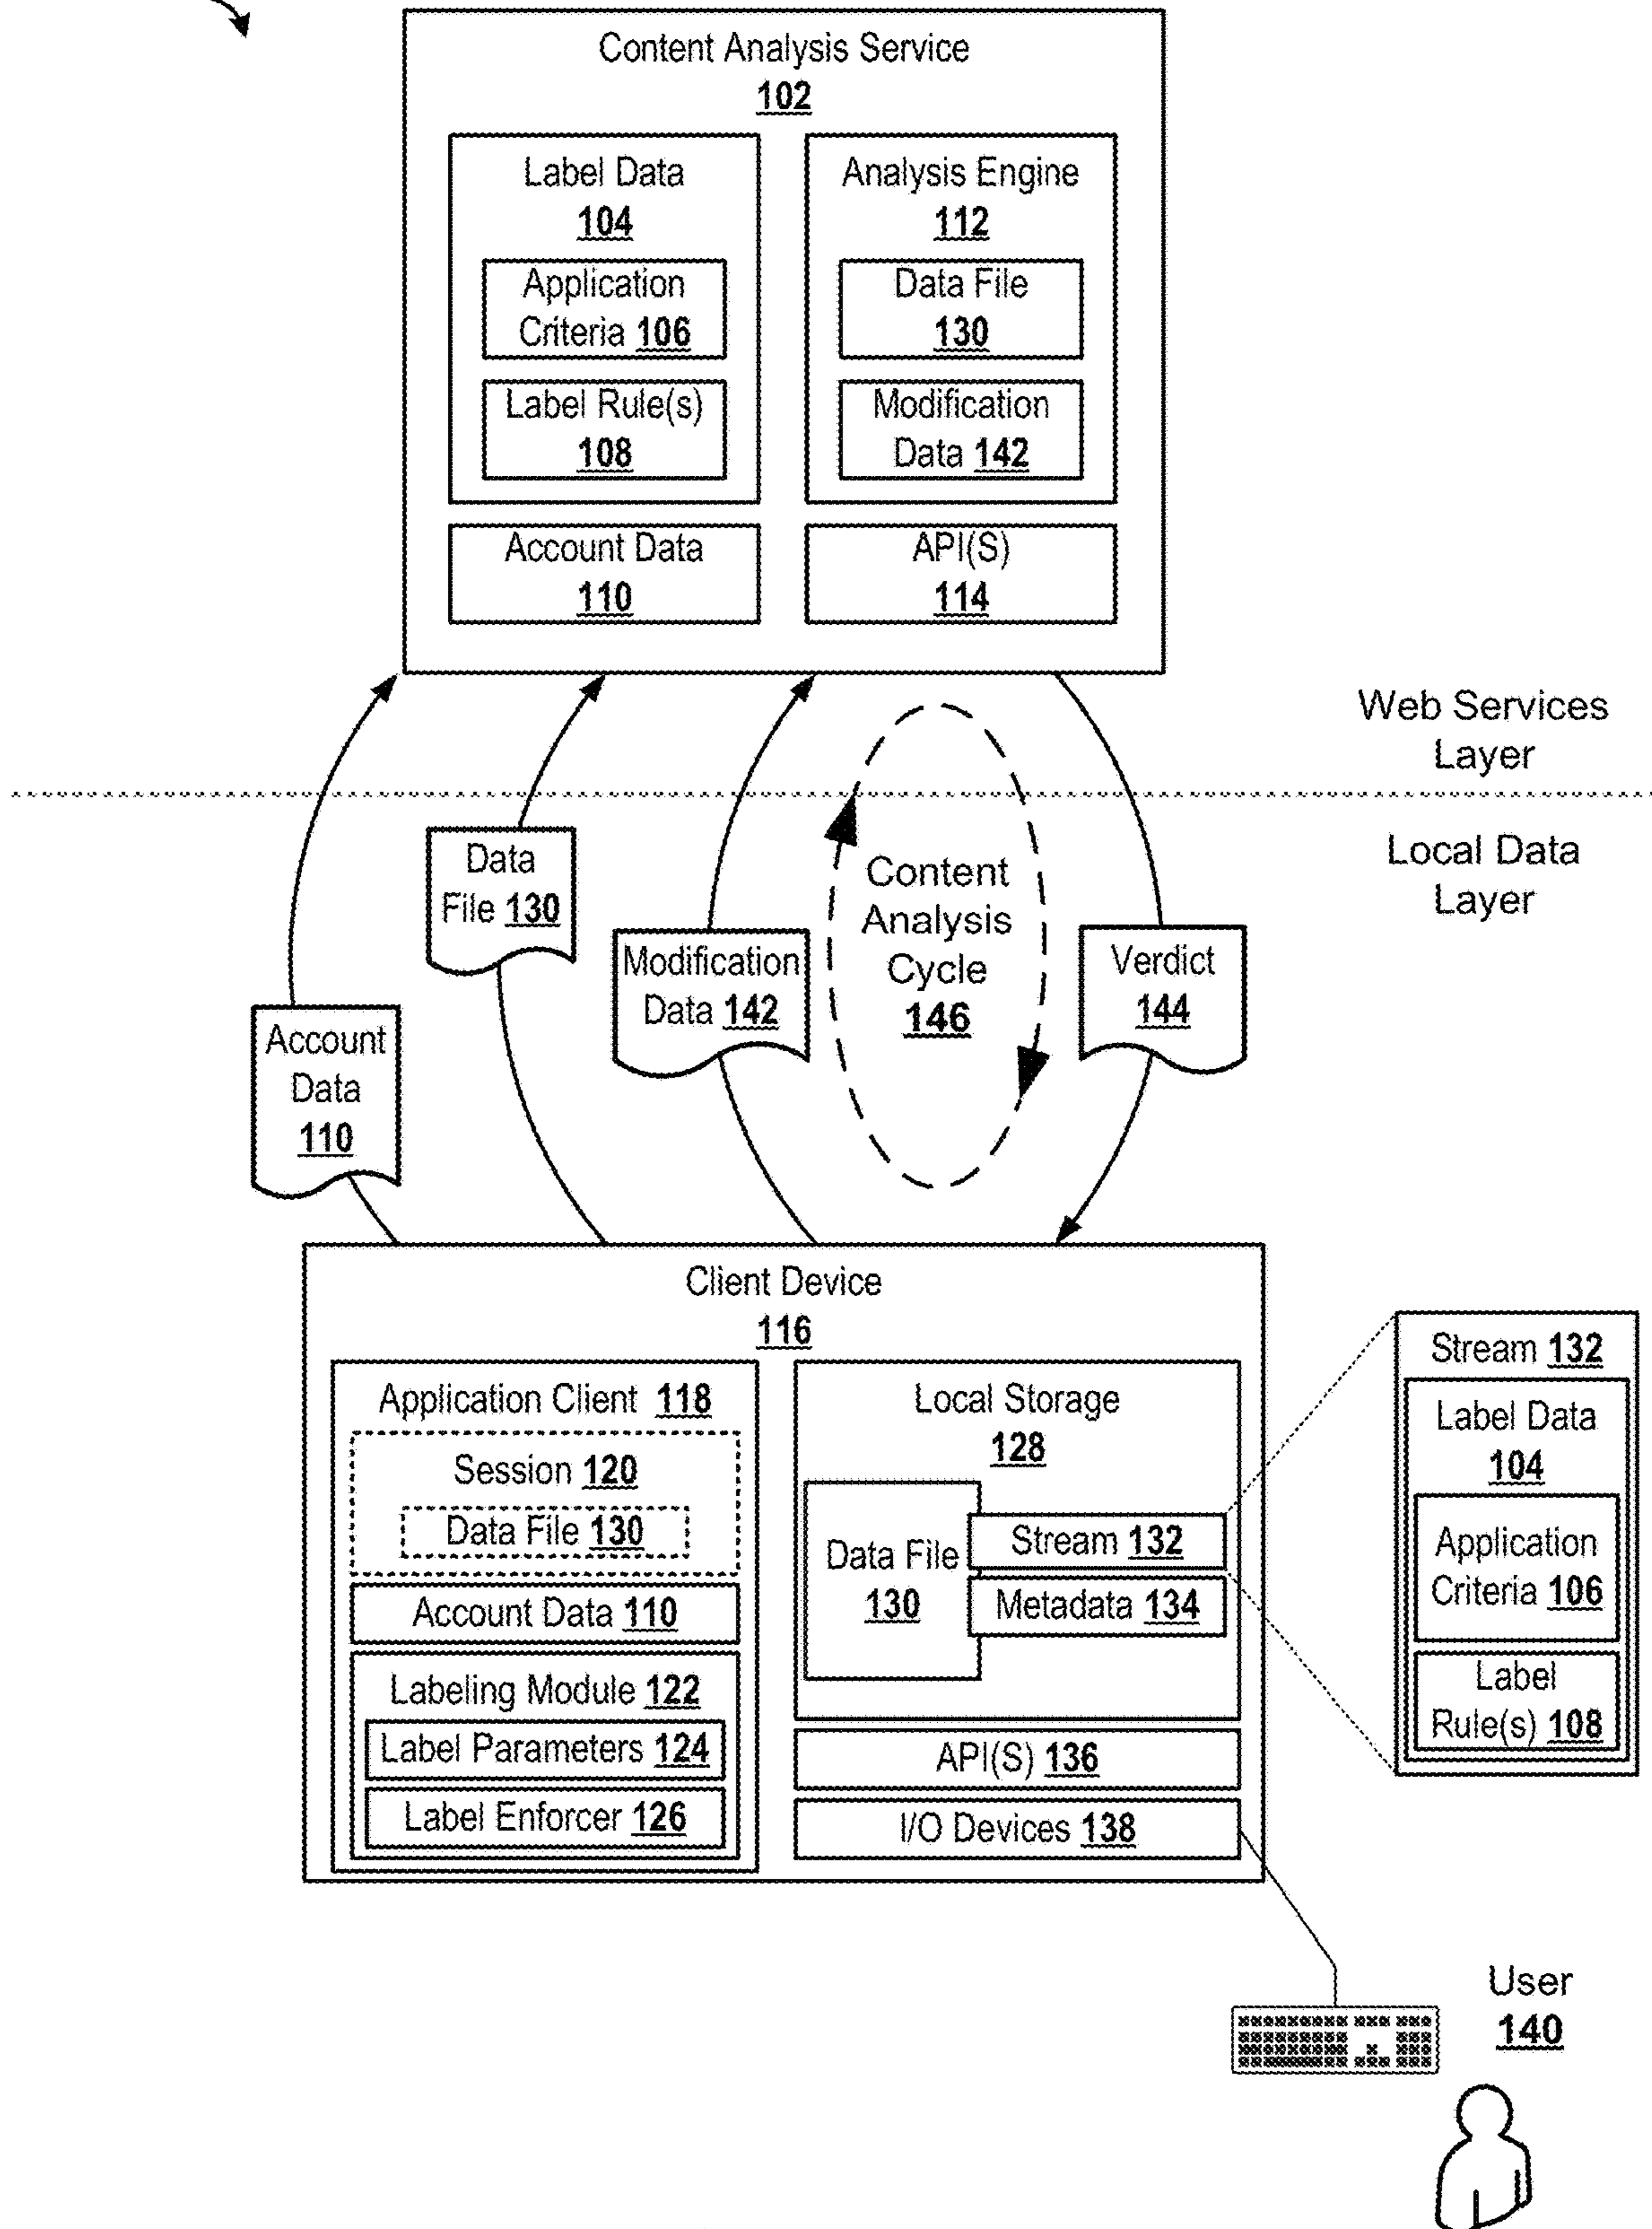 Content Analysis Service
102
Label Data
104
Application
Criteria 106
Label Rule(s)
108
Account Data
110
Analysis Engine
112
Data File
130
Modification
Data 142
API(S)
114
Web Services
Layer
Local Data
Layer
Data
File 130
Modification
Data 142
Content
Analysis
Cycle
146
Verdict
144
Account
Data
110
Client Device
116
Application Client 118
Session 120
Data File 130
Account Data 110
Labeling Module 122
Label Parameters 124
Label Enforcer 126
Local Storage
128
Data File
130
Stream 132
Metadata 134
API(S) 136
I/O Devices 138
Stream 132
Label Data
104
Application
Criteria 106
Label
Rule(s) 108
User
140